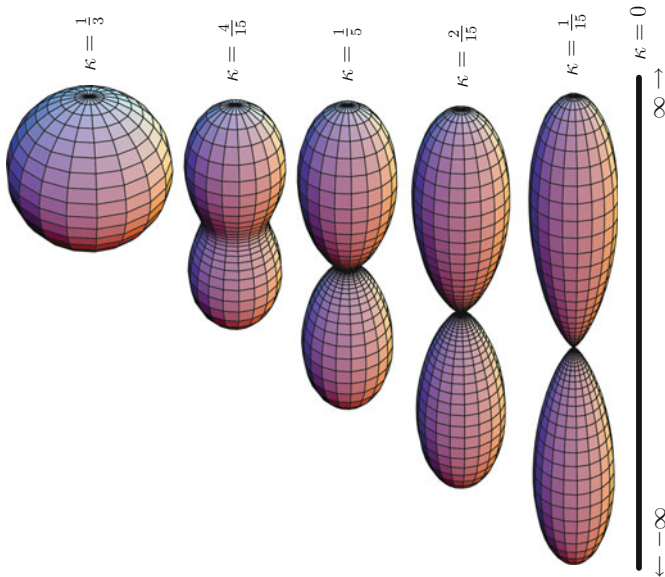 κ = 1/3
κ = 4/15
κ = 1/5
κ = 2/15
κ = 1/15
κ = 0
← −∞
∞ →